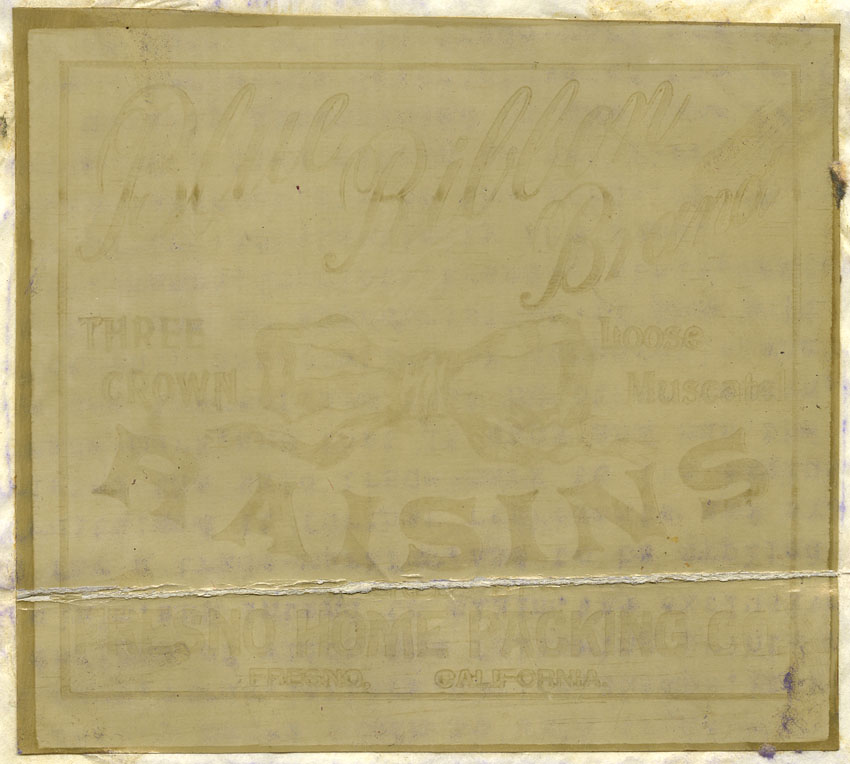 Blue Ribbon
Brand
THREE
CROWN
Loose
Muscatel
RAISINS
FRESNO HOME PACKING CO.
FRESNO, CALIFORNIA.